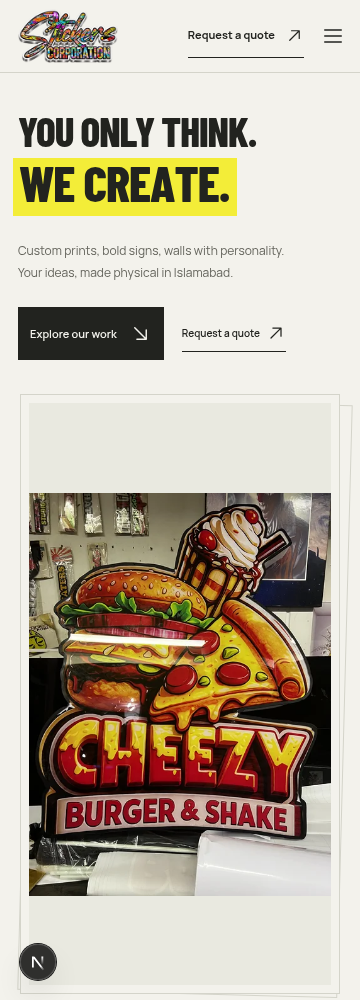 Stickers
CORPORATION
Request a quote
YOU ONLY THINK.
WE CREATE.
Custom prints, bold signs, walls with personality.
Your ideas, made physical in Islamabad.
Explore our work
Request a quote
CHEEZY
BURGER & SHAKE
N